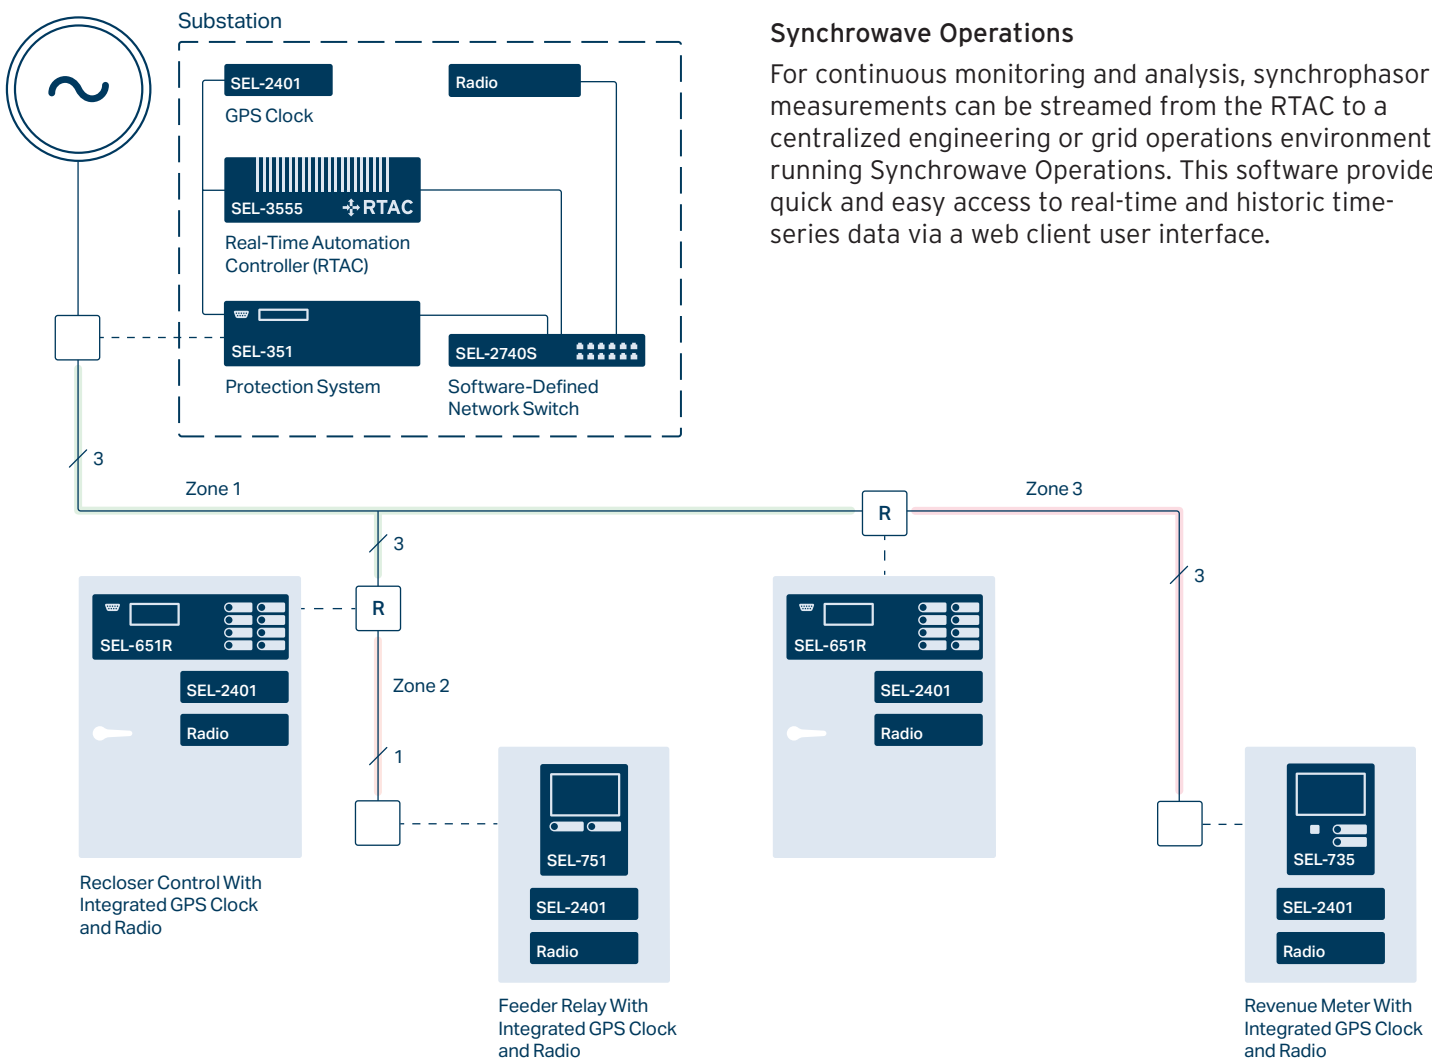 Substation
Synchrowave Operations
For continuous monitoring and analysis, synchrophasor
measurements can be streamed from the RTAC to a
centralized engineering or grid operations environment
running Synchrowave Operations. This software provide
quick and easy access to real-time and historic time-
series data via a web client user interface.
SEL-2401
GPS Clock
Radio
SEL-3555
RTAC
Real-Time Automation
Controller (RTAC)
SEL-351
Protection System
SEL-2740S
Software-Defined
Network Switch
3
Zone 1
R
Zone 3
3
3
SEL-651R
SEL-2401
Radio
Recloser Control With
Integrated GPS Clock
and Radio
R
Zone 2
1
SEL-751
SEL-2401
Radio
Feeder Relay With
Integrated GPS Clock
and Radio
SEL-651R
SEL-2401
Radio
SEL-735
SEL-2401
Radio
Revenue Meter With
Integrated GPS Clock
and Radio